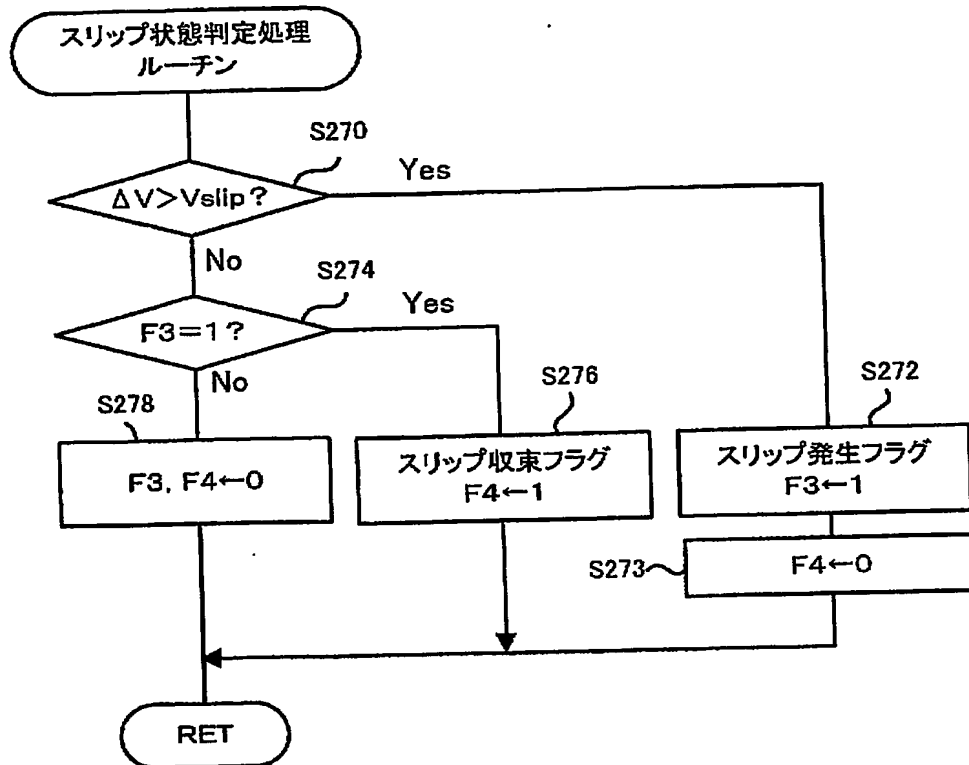 スリップ状態判定処理
ルーチン
S270
ΔV>Vslip?
Yes
No
S274
F3=1?
Yes
No
S278
F3, F4←0
S276
スリップ収束フラグ
F4←1
S272
スリップ発生フラグ
F3←1
S273
F4←0
RET